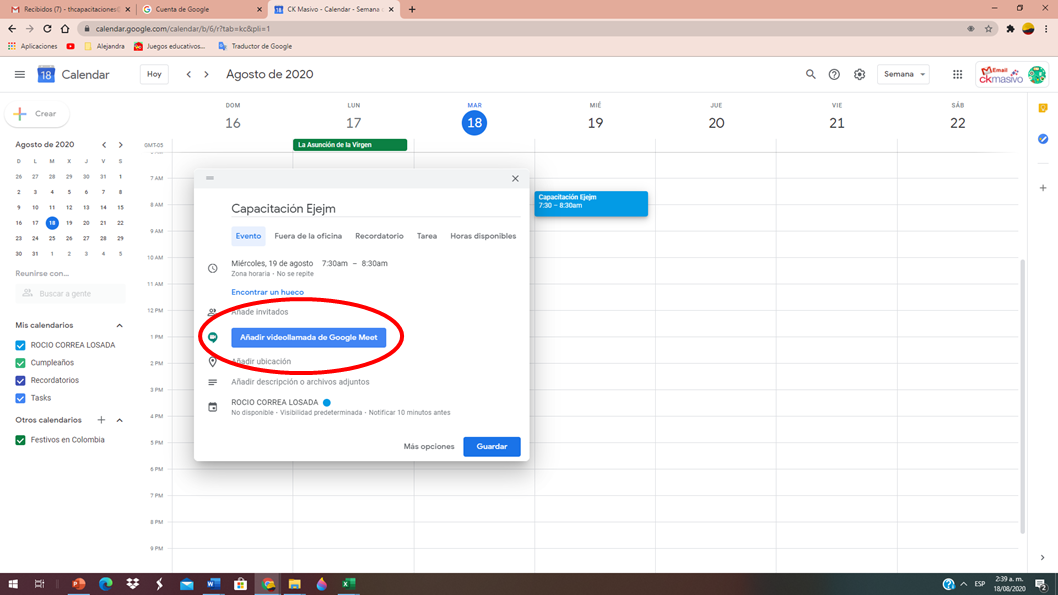 Recibidos (7) - thcapacitaciones
Cuenta de Google
CK Masivo - Calendar - Semana
calendar.google.com/calendar/b/6/r?tab=kc&pli=1
Aplicaciones
Alejandra
Juegos educativos...
Traductor de Google
18
Calendar
Hoy
Agosto de 2020
Semana
Email
ckmasivo
Crear
DOM LUN MAR MIÉ JUE VIE SÁB
16 17 18 19 20 21 22
GMT-05
La Asunción de la Virgen
Agosto de 2020
D L M X J V S
26 27 28 29 30 31 1
2 3 4 5 6 7 8
9 10 11 12 13 14 15
16 17 18 19 20 21 22
23 24 25 26 27 28 29
30 31 1 2 3 4 5
Reunirse con...
Buscar a gente
Mis calendarios
ROCIO CORREA LOSADA
Cumpleaños
Recordatorios
Tasks
Otros calendarios
Festivos en Colombia
7 AM
8 AM
9 AM
10 AM
11 AM
12 PM
1 PM
2 PM
3 PM
4 PM
5 PM
6 PM
7 PM
8 PM
9 PM
Capacitación Ejejm
7:30 – 8:30am
Capacitación Ejejm
Evento Fuera de la oficina Recordatorio Tarea Horas disponibles
Miércoles, 19 de agosto 7:30am – 8:30am
Zona horaria · No se repite
Encontrar un hueco
Añade invitados
Añadir videollamada de Google Meet
Añadir ubicación
Añadir descripción o archivos adjuntos
ROCIO CORREA LOSADA
No disponible · Visibilidad predeterminada · Notificar 10 minutos antes
Más opciones
Guardar
ESP
2:39 a. m.
18/08/2020
2